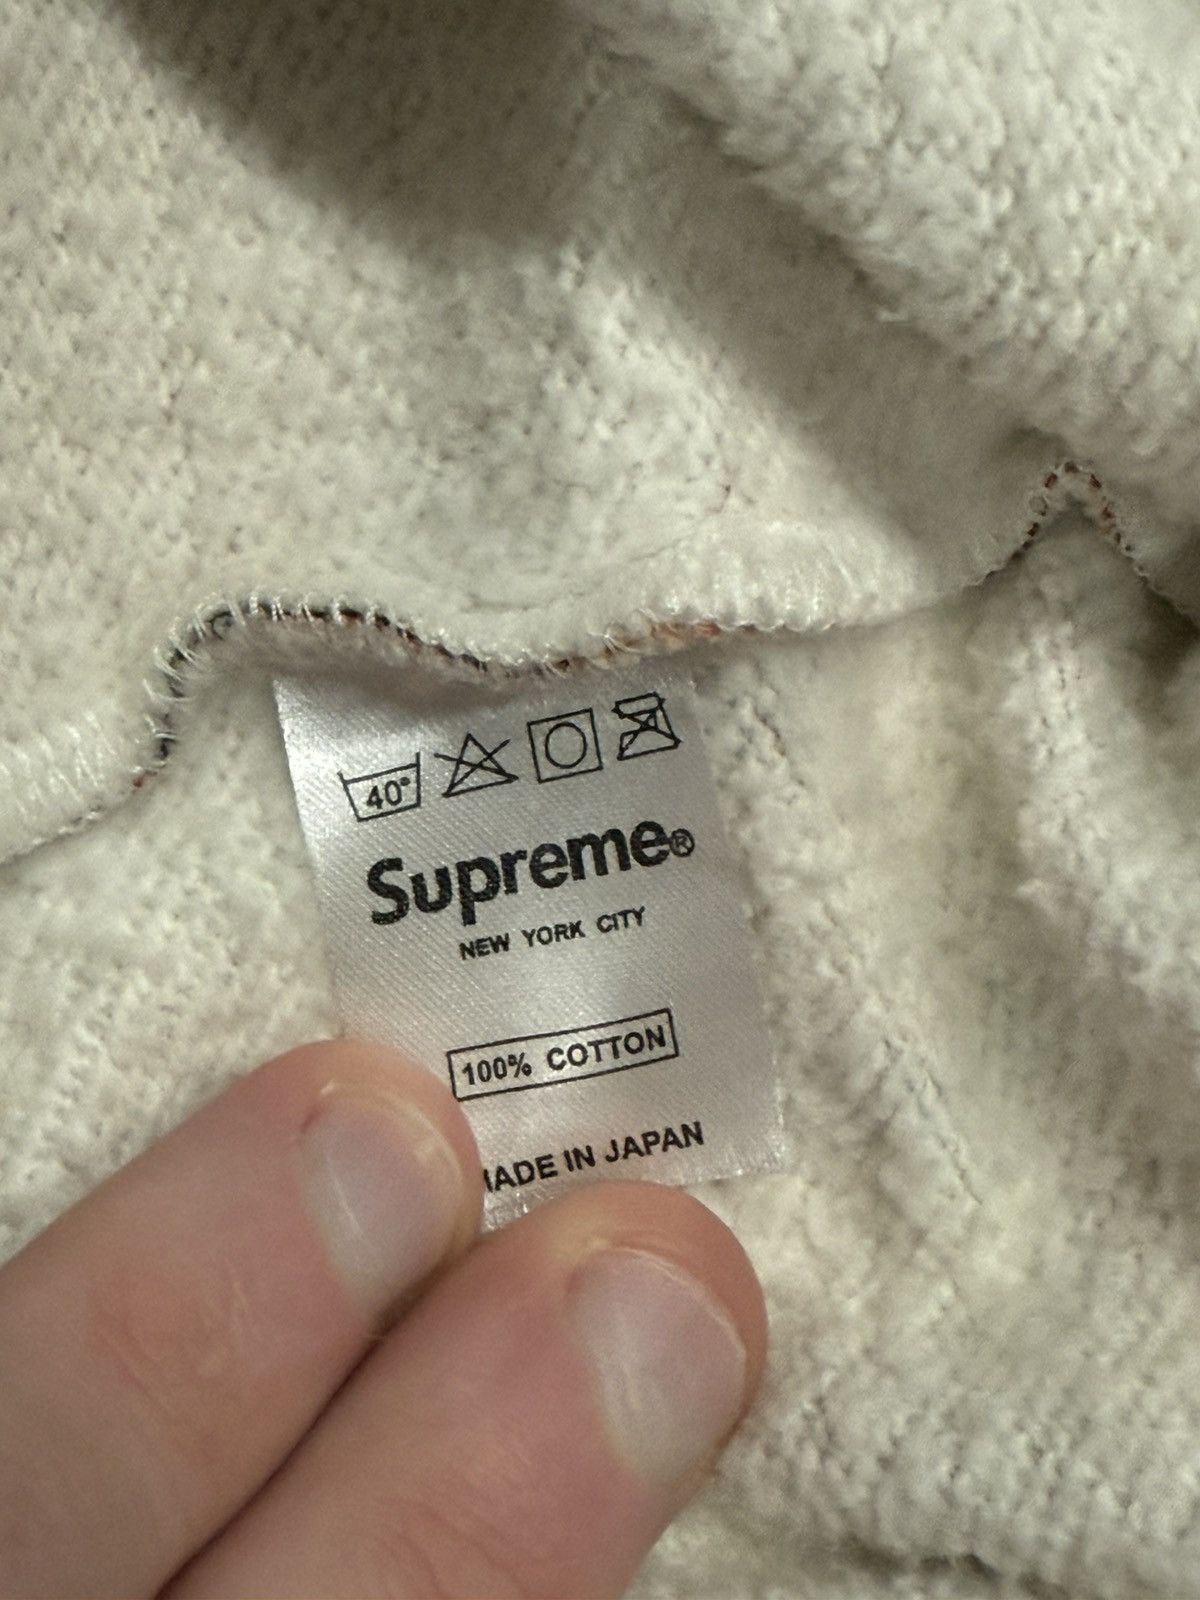 40°
Supreme®
NEW YORK CITY
100% COTTON
MADE IN JAPAN